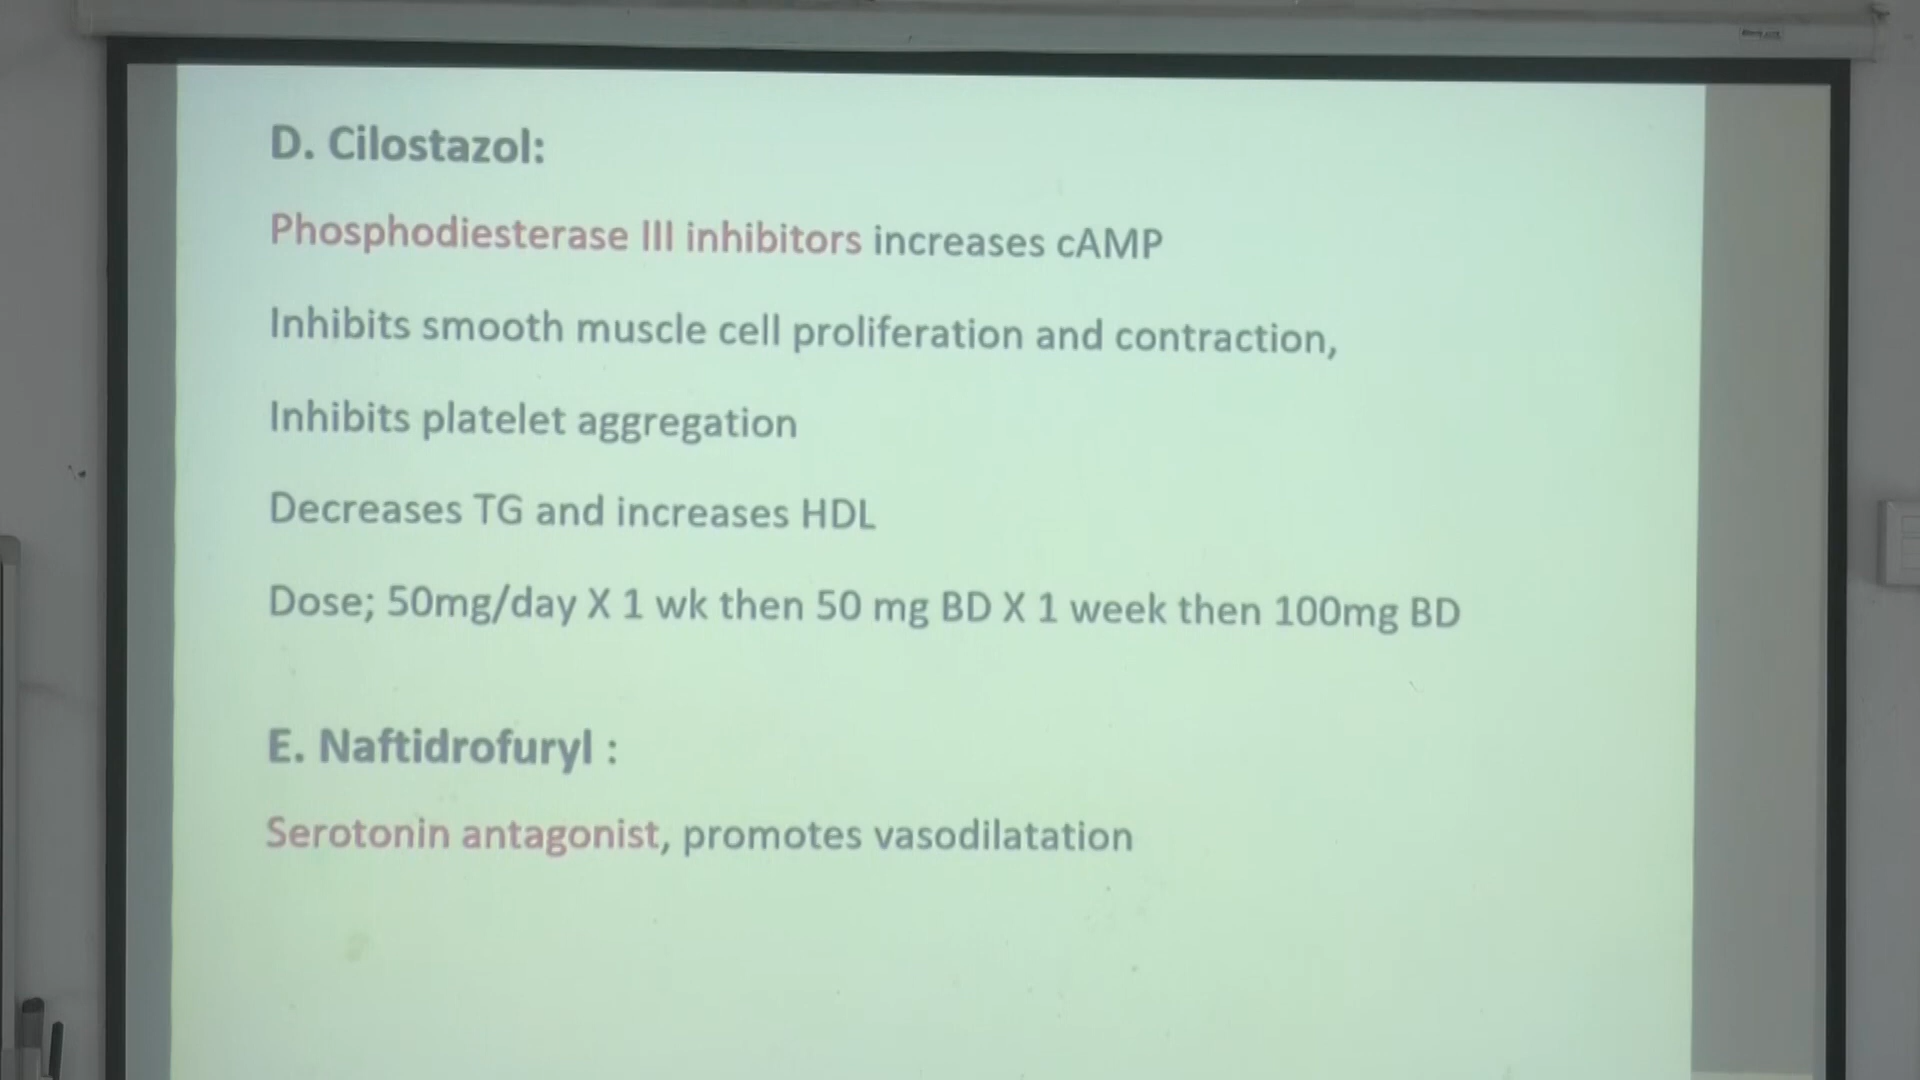 D. Cilostazol:
Phosphodiesterase III inhibitors increases cAMP
Inhibits smooth muscle cell proliferation and contraction,
Inhibits platelet aggregation
Decreases TG and increases HDL
Dose; 50mg/day X 1 wk then 50 mg BD X 1 week then 100mg BD
E. Naftidrofuryl :
Serotonin antagonist, promotes vasodilatation